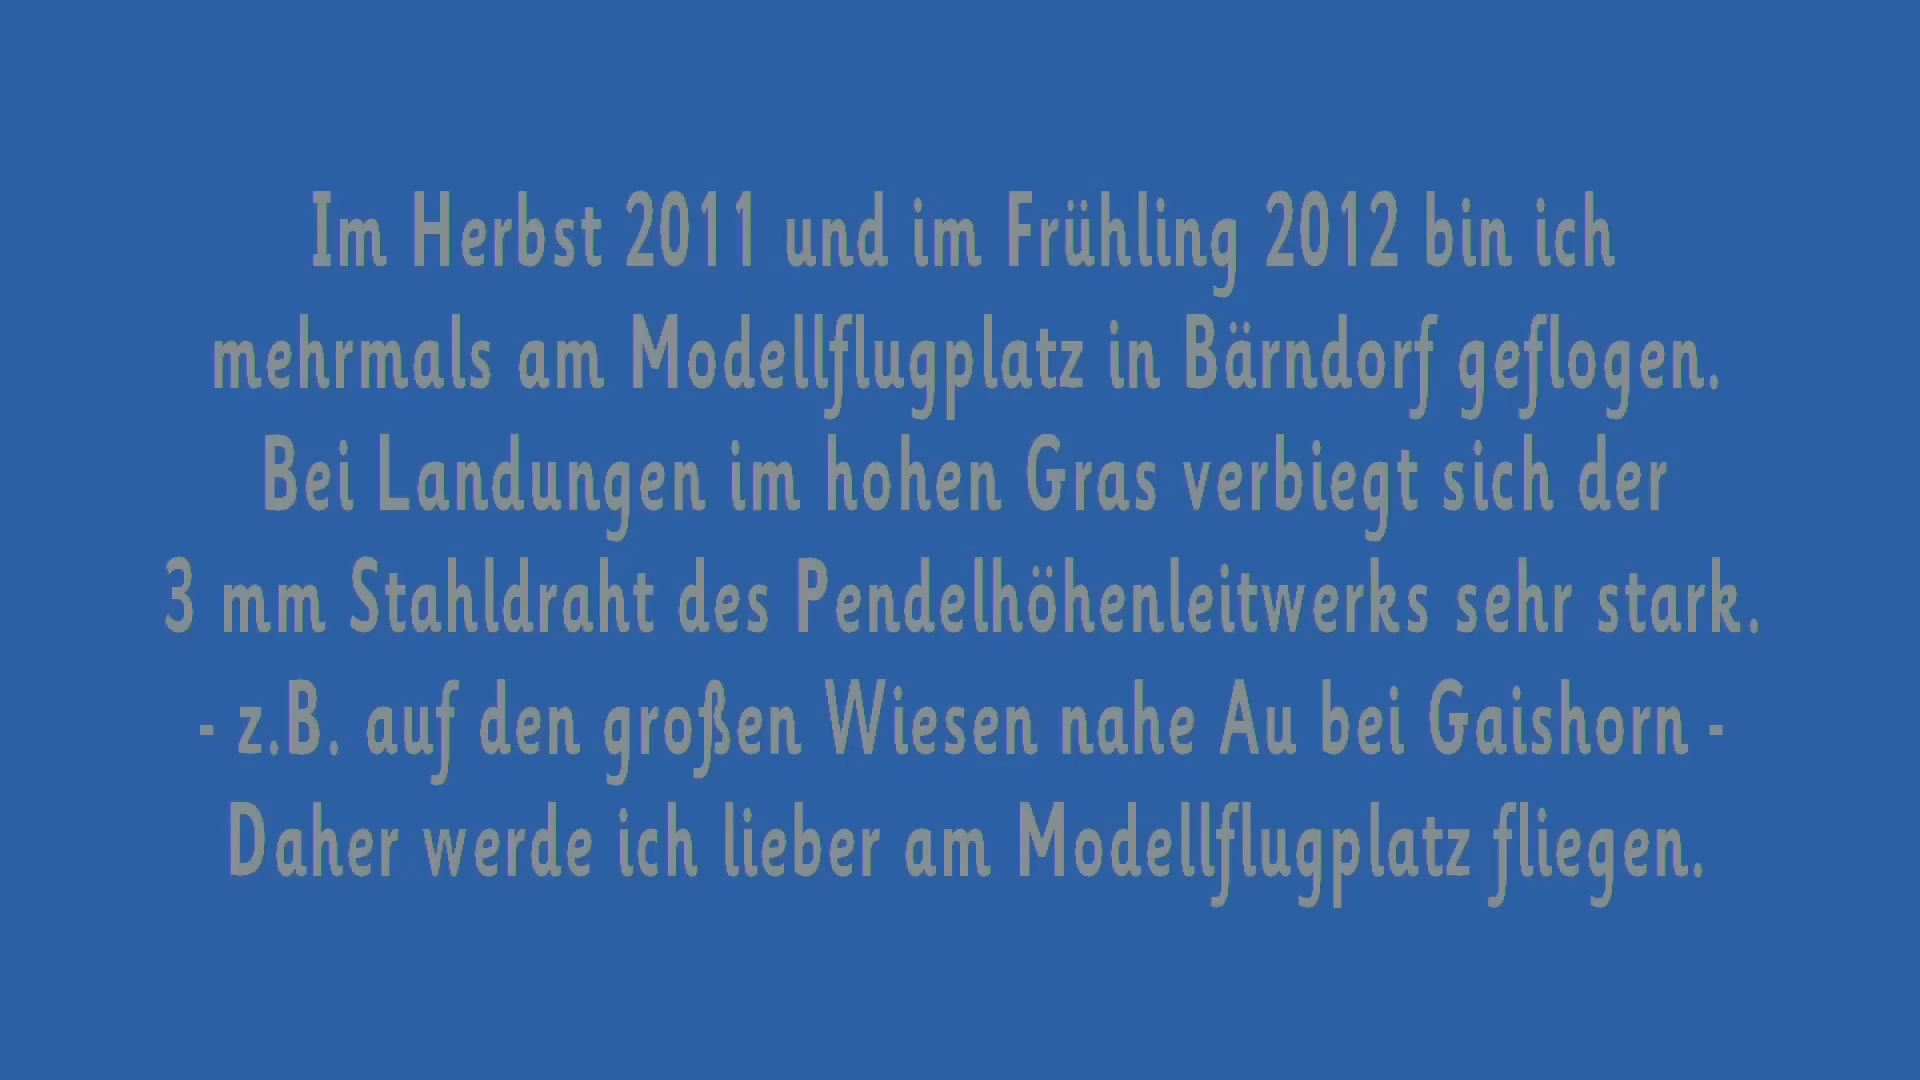 Im Herbst 2011 und im Frühling 2012 bin ich
mehrmals am Modellflugplatz in Bärndorf geflogen.
Bei Landungen im hohen Gras verbiegt sich der
3 mm Stahldraht des Pendelhöhenleitwerks sehr stark.
- z.B. auf den großen Wiesen nahe Au bei Gaishorn -
Daher werde ich lieber am Modellflugplatz fliegen.